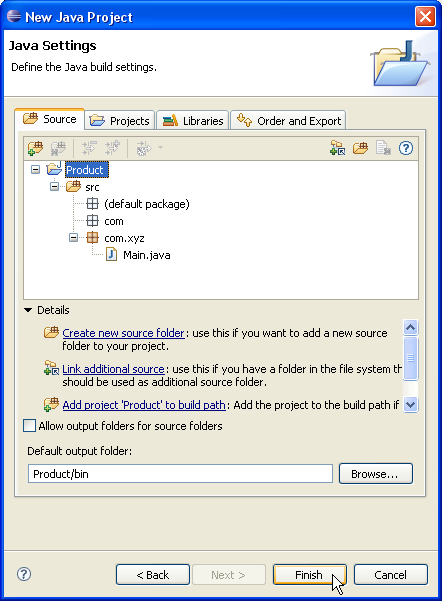 New Java Project
Java Settings
Define the Java build settings.
Source Projects Libraries Order and Export
Product
src
(default package)
com
com.xyz
Main.java
Details
Create new source folder: use this if you want to add a new source
folder to your project.
Link additional source: use this if you have a folder in the file system th
should be used as additional source folder.
Add project 'Product' to build path: Add the project to the build path if
Allow output folders for source folders
Default output folder:
Product/bin Browse...
< Back Next > Finish Cancel